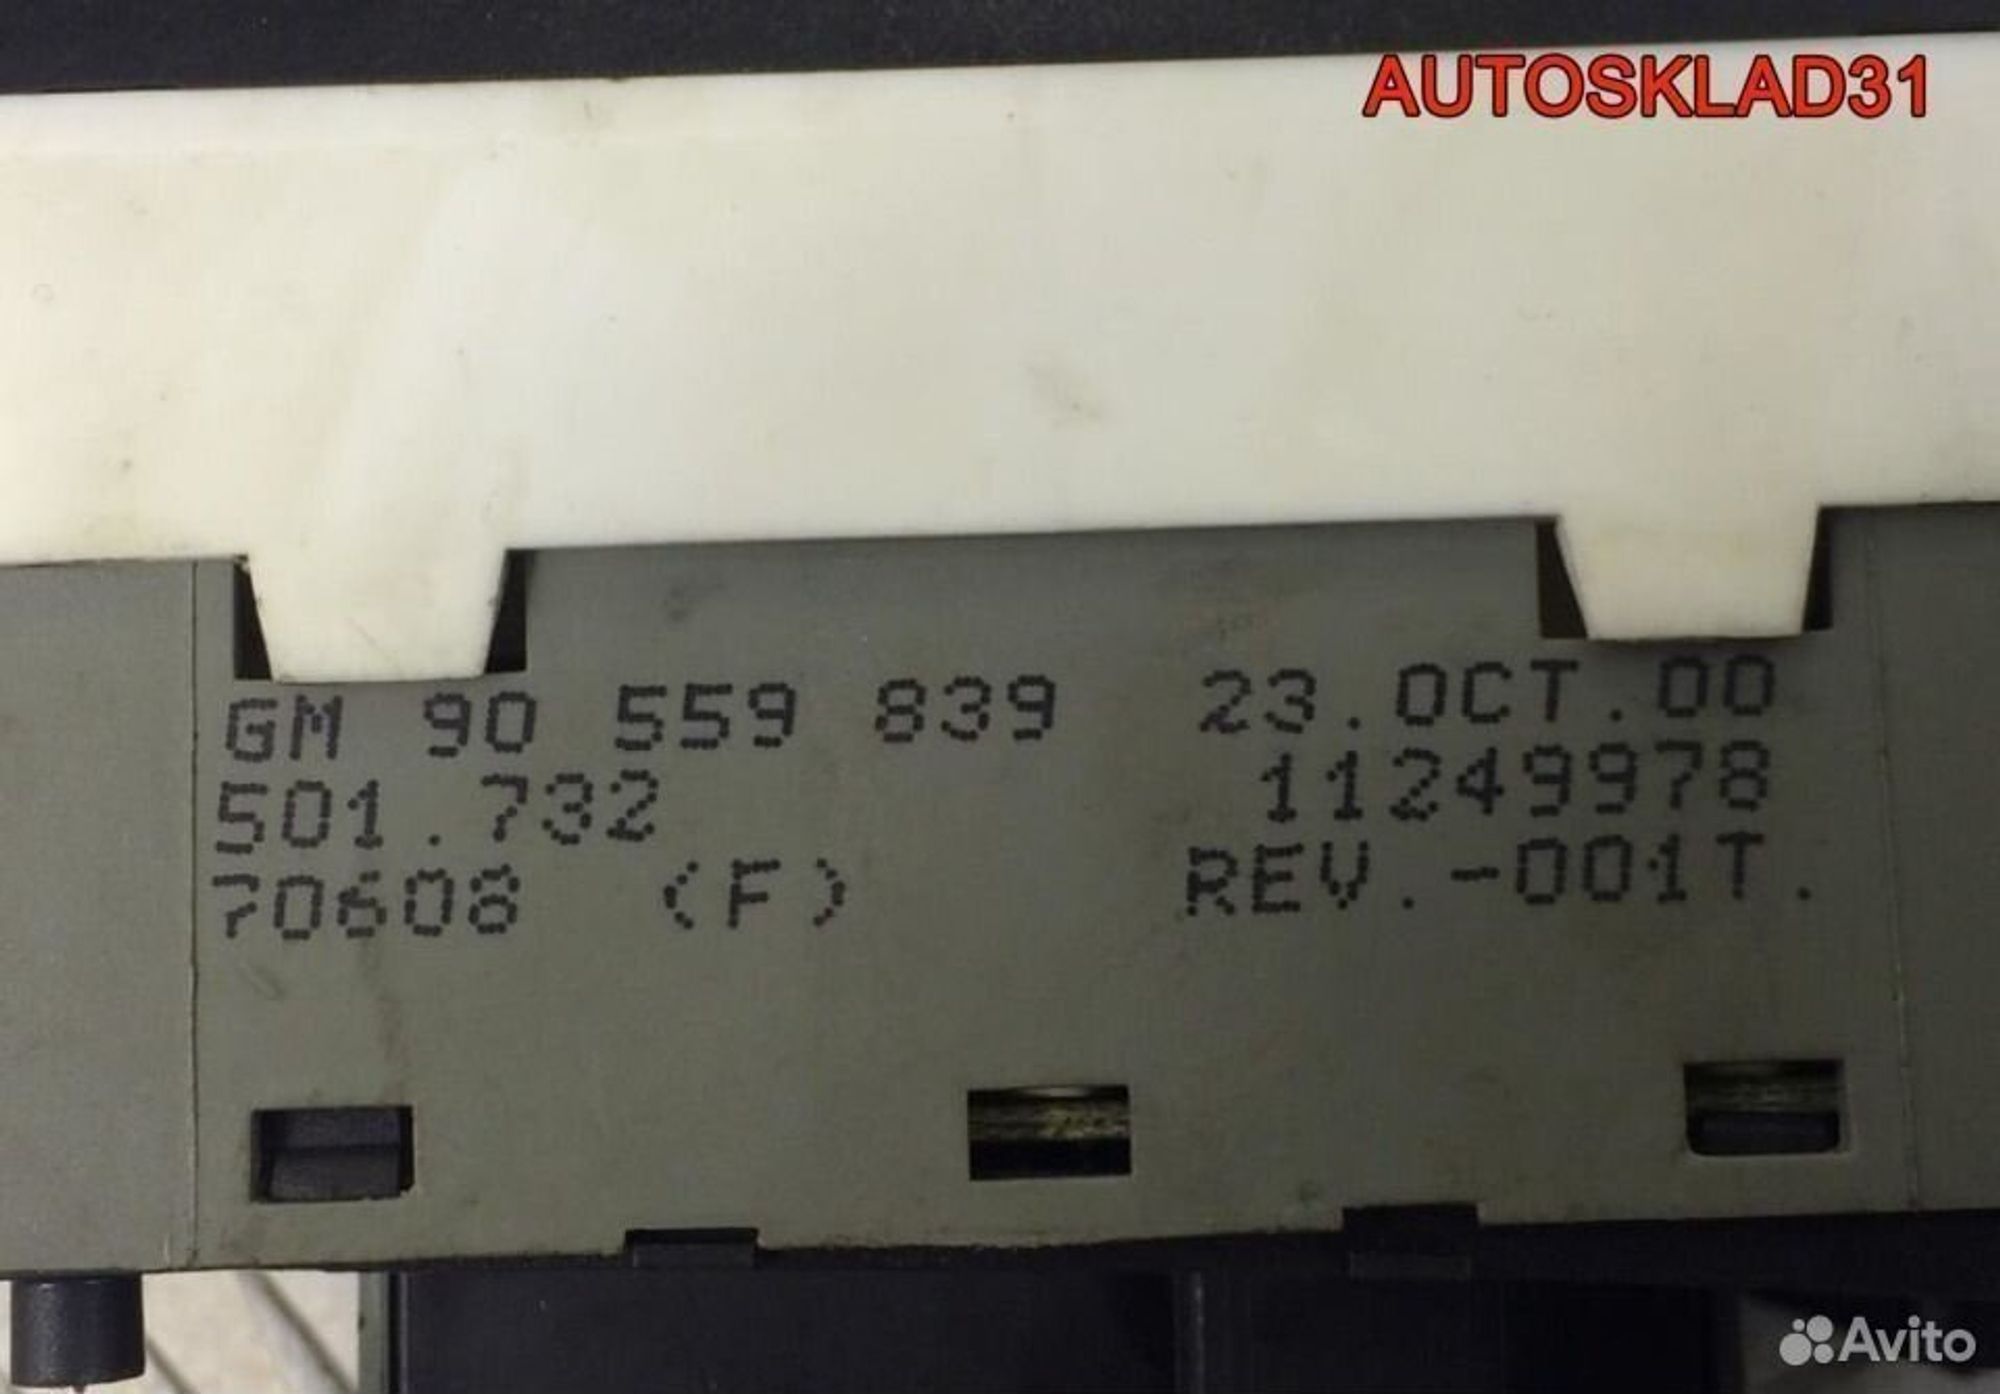 AUTOSKLAD31
GM 90 559 839 23.OCT.00
501.732 11249978
70608 (F) REV.-001T.
Avito